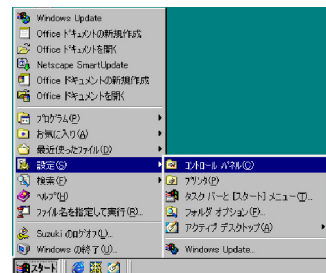 Windows Update
Office ﾄﾞｷｭﾒﾝﾄの新規作成
Office ﾄﾞｷｭﾒﾝﾄを開く
Netscape SmartUpdate
Office ﾄﾞｷｭﾒﾝﾄの新規作成
Office ﾄﾞｷｭﾒﾝﾄを開く
ﾌﾟﾛｸﾞﾗﾑ(P)
お気に入り(A)
最近使ったﾌｧｲﾙ(D)
設定(S)
検索(F)
ﾍﾙﾌﾟ(H)
ﾌｧｲﾙ名を指定して実行(R)...
Suzuki のﾛｸﾞｵﾌ(L)...
Windows の終了(U)...
ｺﾝﾄﾛｰﾙ ﾊﾟﾈﾙ(C)
ﾌﾟﾘﾝﾀ(P)
タスク バーと [スタート] メニュー(T)...
フォルダ オプション(F)...
アクティブ デスクトップ(A)
Windows Update...
スタート